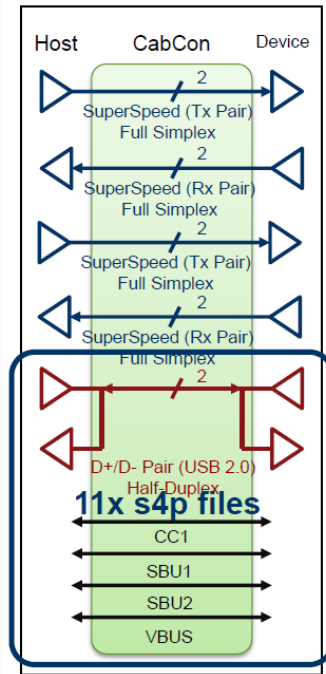 Host CabCon Device
2
SuperSpeed (Tx Pair)
Full Simplex
2
SuperSpeed (Rx Pair)
Full Simplex
2
SuperSpeed (Tx Pair)
Full Simplex
2
SuperSpeed (Rx Pair)
Full Simplex
2
D+/D- Pair (USB 2.0)
Half-Duplex
11x s4p files
CC1
SBU1
SBU2
VBUS